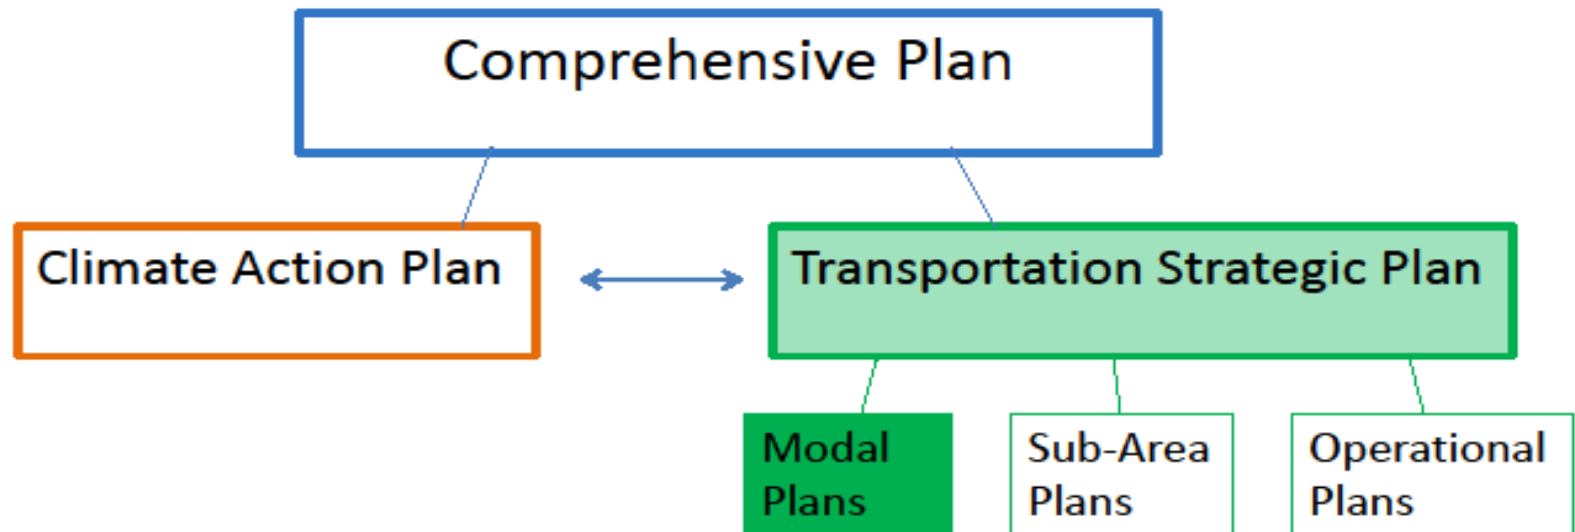 Comprehensive Plan
Climate Action Plan
Transportation Strategic Plan
Modal
Plans
Sub-Area
Plans
Operational
Plans